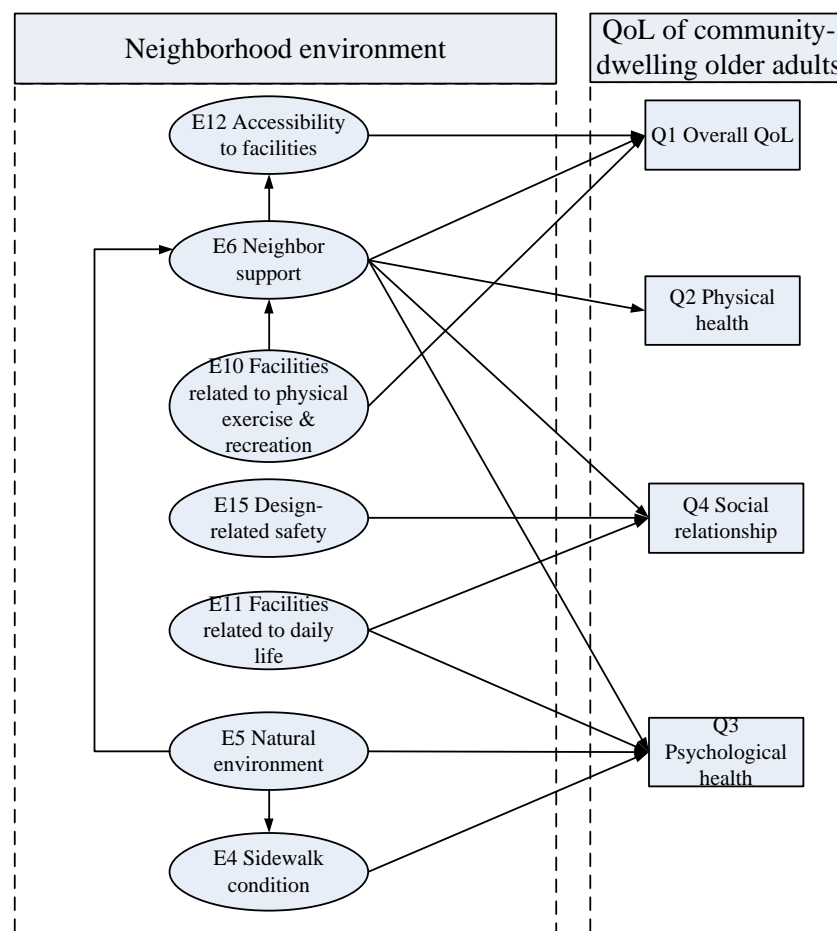 Neighborhood environment
QoL of community-
dwelling older adults
E12 Accessibility
to facilities
Q1 Overall QoL
E6 Neighbor
support
Q2 Physical
health
E10 Facilities
related to physical
exercise &
recreation
E15 Design-
related safety
Q4 Social
relationship
E11 Facilities
related to daily
life
E5 Natural
environment
Q3
Psychological
health
E4 Sidewalk
condition